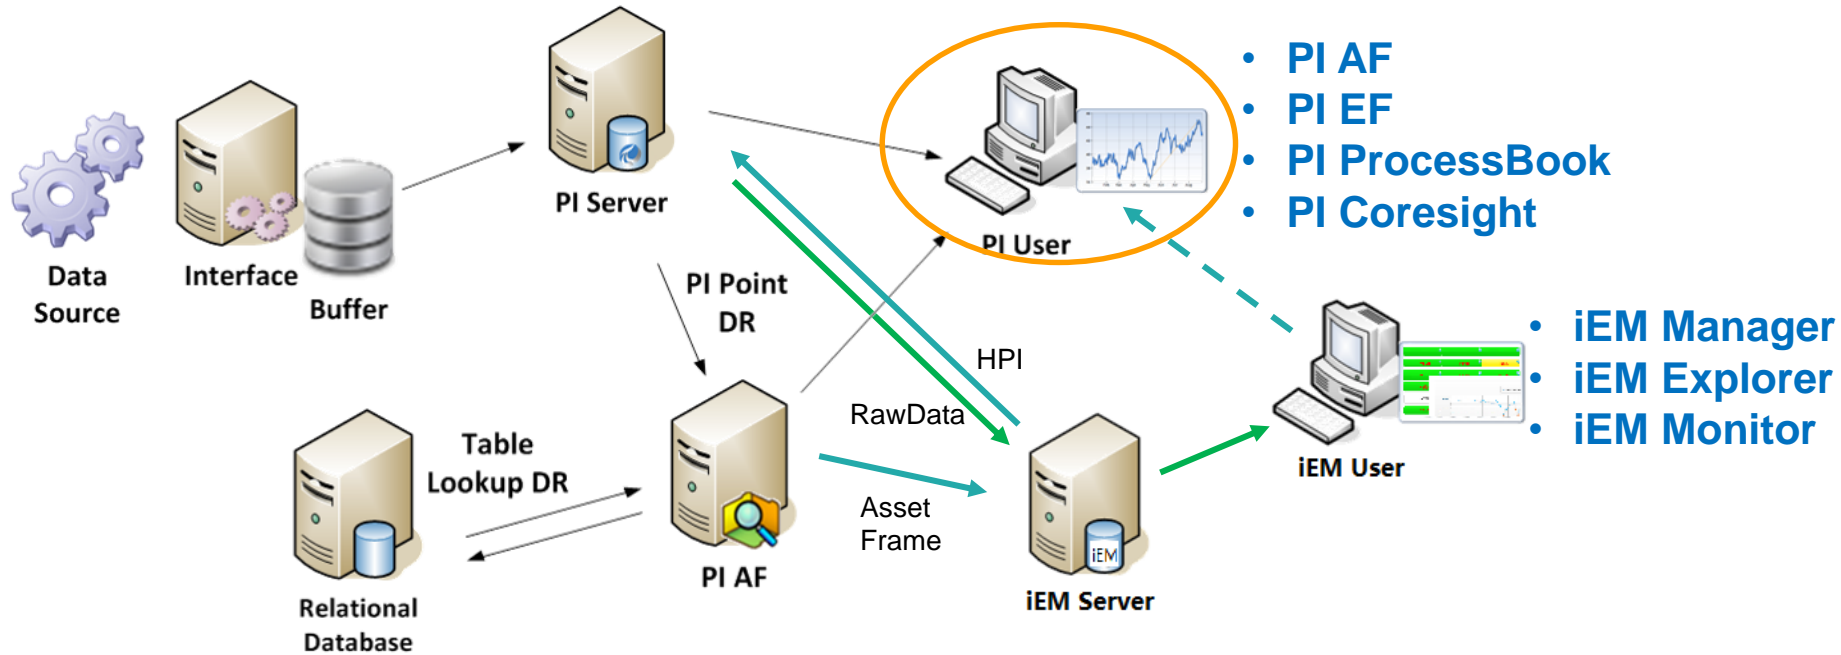 Data
Source
Interface
Buffer
PI Server
PI User
• PI AF
• PI EF
• PI ProcessBook
• PI Coresight
PI Point
DR
HPI
RawData
Table
Lookup DR
Asset
Frame
Relational
Database
PI AF
iEM
iEM Server
iEM User
• iEM Manager
• iEM Explorer
• iEM Monitor